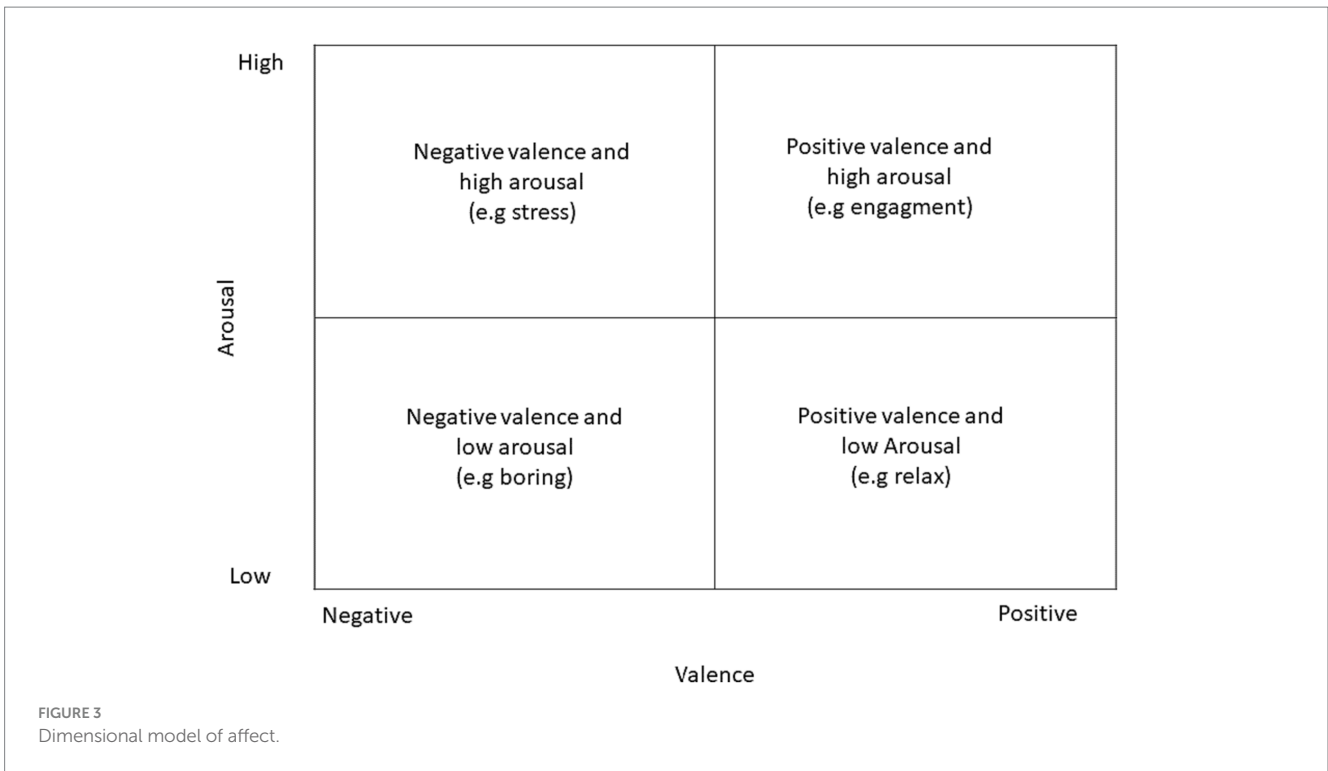 High
Negative valence and
high arousal
(e.g stress)
Positive valence and
high arousal
(e.g engagment)
Arousal
Negative valence and
low arousal
(e.g boring)
Positive valence and
low Arousal
(e.g relax)
Low
Negative
Positive
Valence
FIGURE 3
Dimensional model of affect.